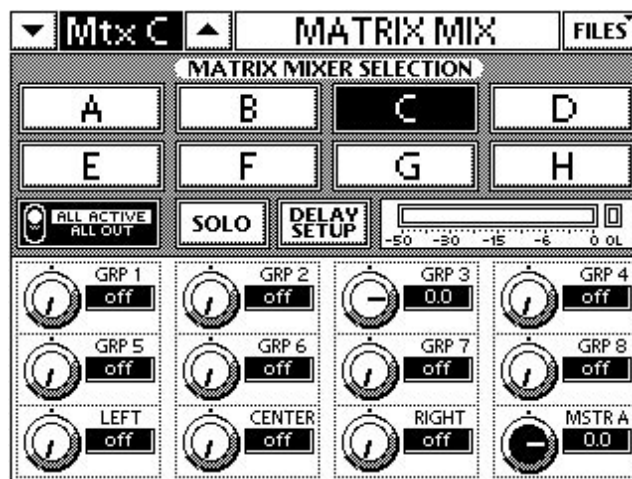 Mtx C MATRIX MIX FILES
MATRIX MIXER SELECTION
A B C D
E F G H
ALL ACTIVE
ALL OUT
SOLO
DELAY
SETUP
-50 -30 -15 -6 0 OL
GRP 1 GRP 2 GRP 3 GRP 4
off off 0.0 off
GRP 5 GRP 6 GRP 7 GRP 8
off off off off
LEFT CENTER RIGHT MSTR A
off off off 0.0